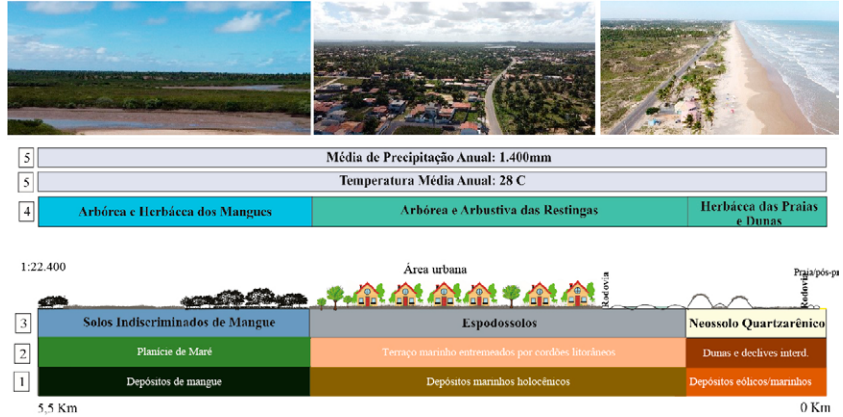 5
Média de Precipitação Anual: 1.400mm
5
Temperatura Média Anual: 28 C
4
Arbórea e Herbácea dos Mangues
Arbórea e Arbustiva das Restingas
Herbácea das Praias
e Dunas
1:22.400
Área urbana
Rodovia
Rodovia
Praia/pós-pr
3
Solos Indiscriminados de Mangue
Espodossolos
Neossolo Quartzarênico
2
Planície de Maré
Terraço marinho entremeados por cordões litorâneos
Dunas e declives interd.
1
Depósitos de mangue
Depósitos marinhos holocênicos
Depósitos eólicos/marinhos
5,5 Km
0 Km